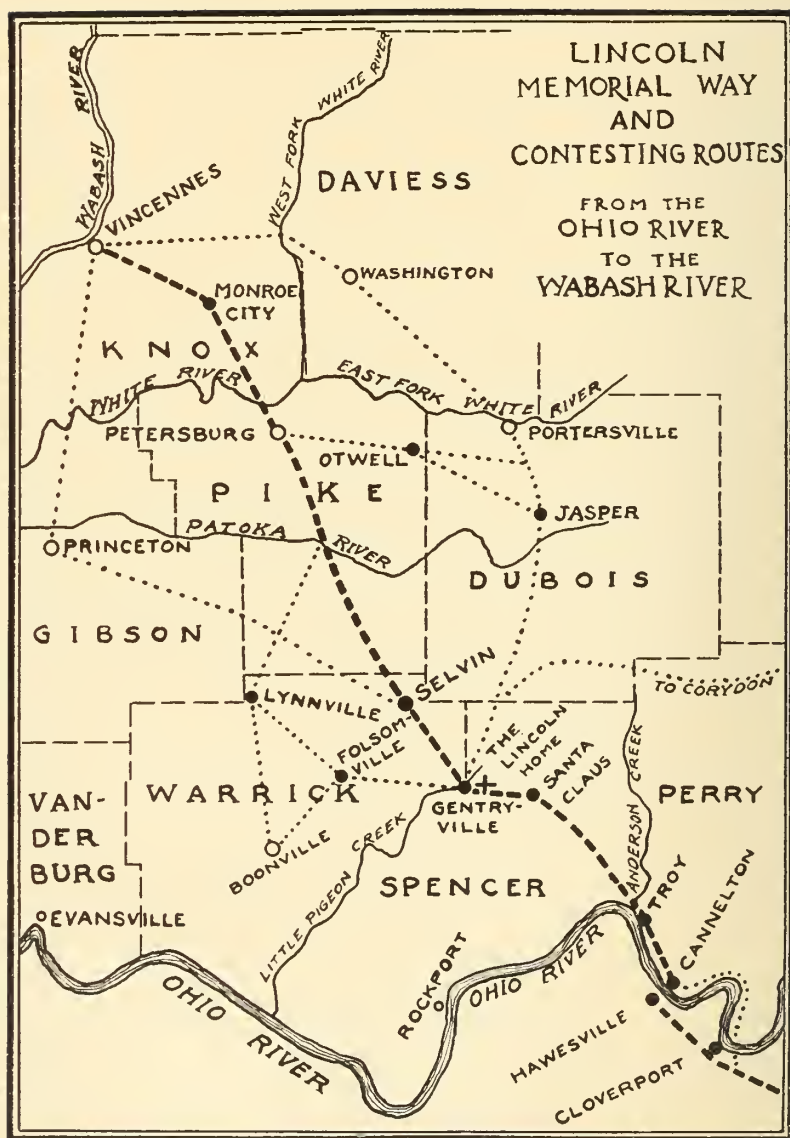 LINCOLN
MEMORIAL WAY
AND
CONTESTING ROUTES
FROM THE
OHIO RIVER
TO THE
WABASH RIVER
WABASH RIVER
WEST FORK WHITE RIVER
DAVIESS
VINCENNES
WASHINGTON
MONROE
CITY
KNOX
WHITE RIVER
EAST FORK WHITE RIVER
PETERSBURG
PORTERSVILLE
OTWELL
PIKE
JASPER
PATOKA RIVER
PRINCETON
DUBOIS
GIBSON
SELVIN
TO CORYDON
LYNNVILLE
FOLSOM-
VILLE
THE
LINCOLN
HOME
SANTA
CLAUS
ANDERSON CREEK
PERRY
VAN-
DER
BURG
WARRICK
GENTRY-
VILLE
BOONVILLE
LITTLE PIGEON CREEK
SPENCER
TROY
CANNELTON
EVANSVILLE
OHIO RIVER
ROCKPORT
OHIO RIVER
HAWESVILLE
CLOVERPORT